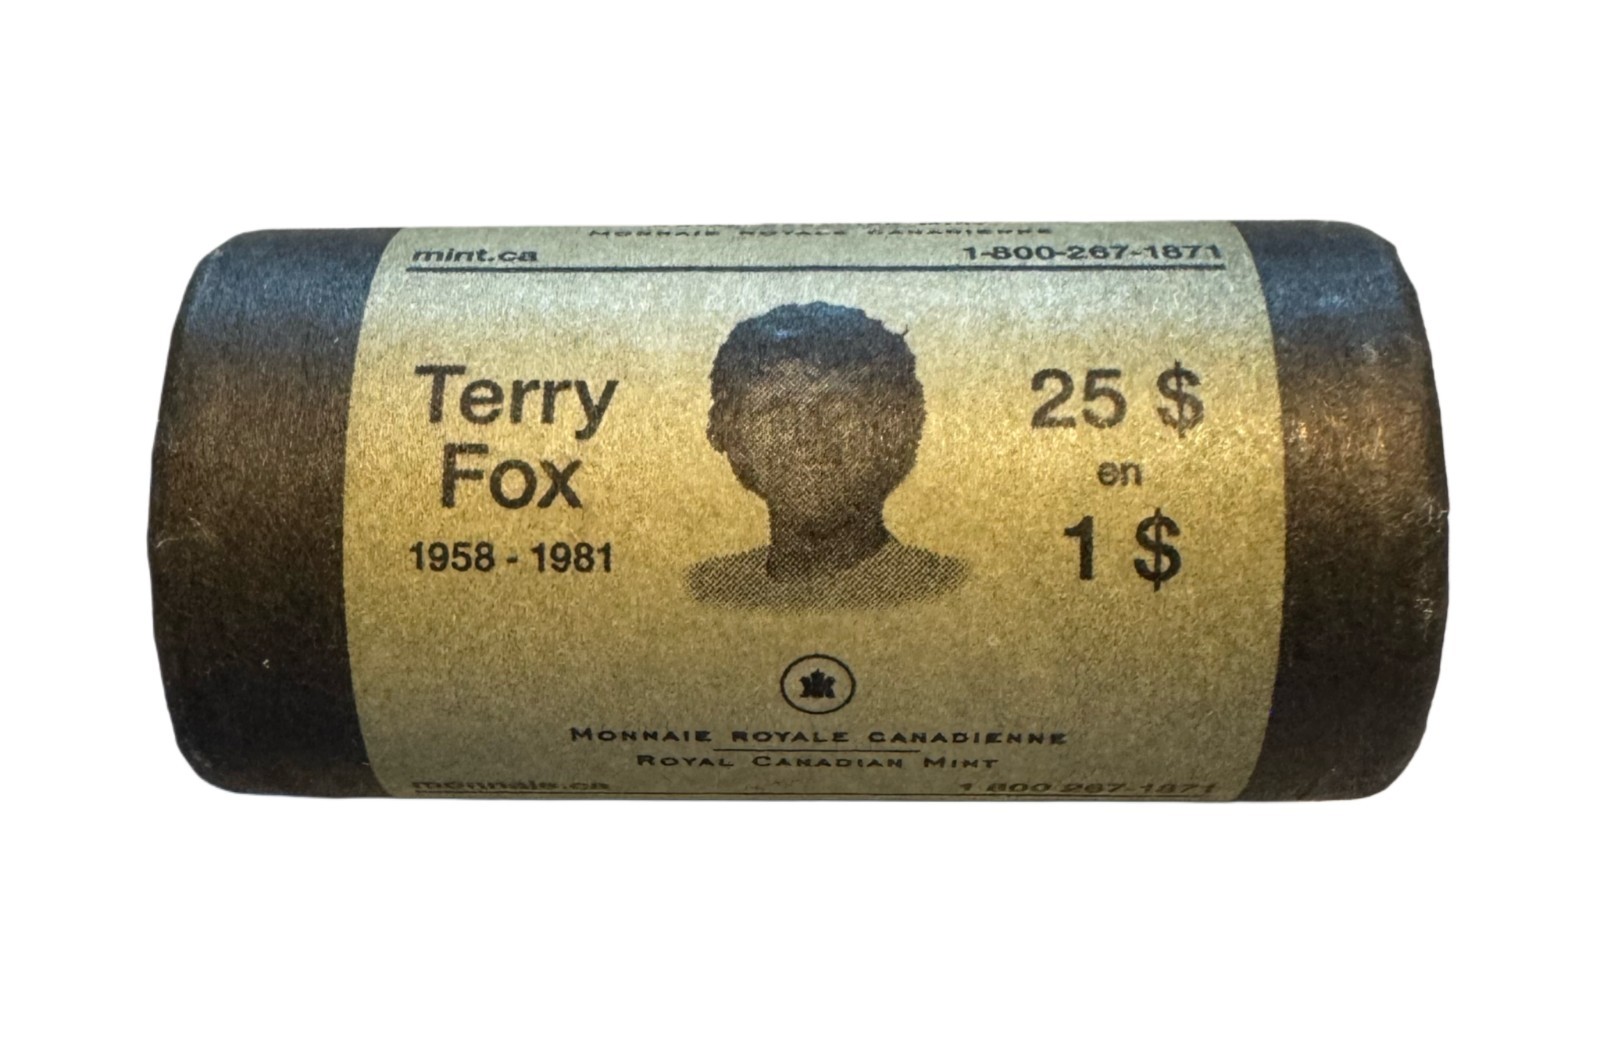 MONNAIE ROYALE CANADIENNE
mint.ca 1-800-267-1871
Terry
Fox
1958 - 1981
25 $
en
1 $
MONNAIE ROYALE CANADIENNE
ROYAL CANADIAN MINT
monnaie.ca 1-800-267-1871